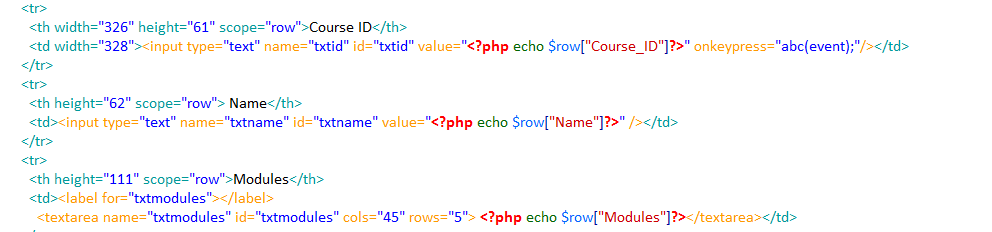 <tr>
<th width="326" height="61" scope="row">Course ID</th>
<td width="328"><input type="text" name="txtid" id="txtid" value="<?php echo $row["Course_ID"]?>" onkeypress="abc(event);"/></td>
</tr>
<tr>
<th height="62" scope="row"> Name</th>
<td><input type="text" name="txtname" id="txtname" value="<?php echo $row["Name"]?>" /></td>
</tr>
<tr>
<th height="111" scope="row">Modules</th>
<td><label for="txtmodules"></label>
<textarea name="txtmodules" id="txtmodules" cols="45" rows="5"> <?php echo $row["Modules"]?></textarea></td>